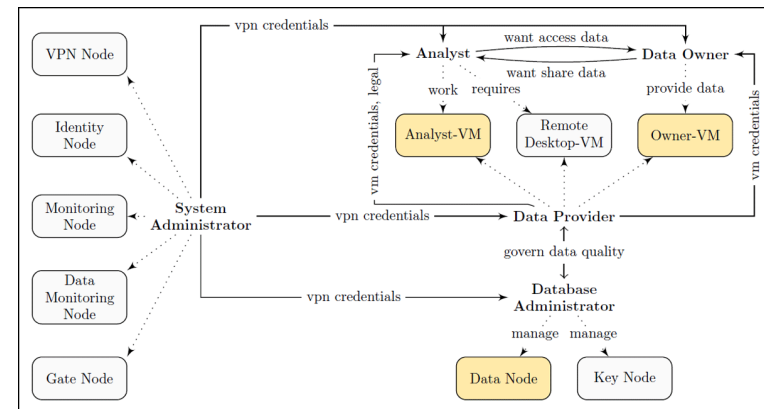 vpn credentials
VPN Node
Analyst
want access data
Data Owner
want share data
work
requires
provide data
vm credentials, legal
vm credentials
Identity
Node
Analyst-VM
Remote
Desktop-VM
Owner-VM
Monitoring
Node
System
Administrator
vpn credentials
Data Provider
govern data quality
Data
Monitoring
Node
vpn credentials
Database
Administrator
manage
manage
Gate Node
Data Node
Key Node